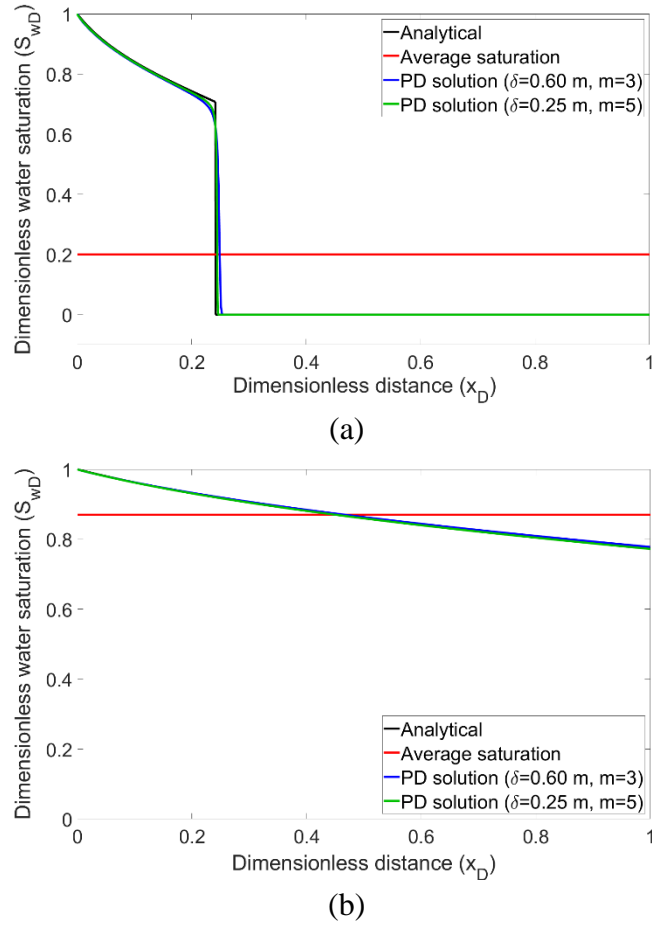 Dimensionless water saturation (S_wD)
1
0.8
0.6
0.4
0.2
0
Analytical
Average saturation
PD solution (δ=0.60 m, m=3)
PD solution (δ=0.25 m, m=5)
0 0.2 0.4 0.6 0.8 1
Dimensionless distance (x_D)
(a)
Dimensionless water saturation (S_wD)
1
0.8
0.6
0.4
0.2
0
Analytical
Average saturation
PD solution (δ=0.60 m, m=3)
PD solution (δ=0.25 m, m=5)
0 0.2 0.4 0.6 0.8 1
Dimensionless distance (x_D)
(b)